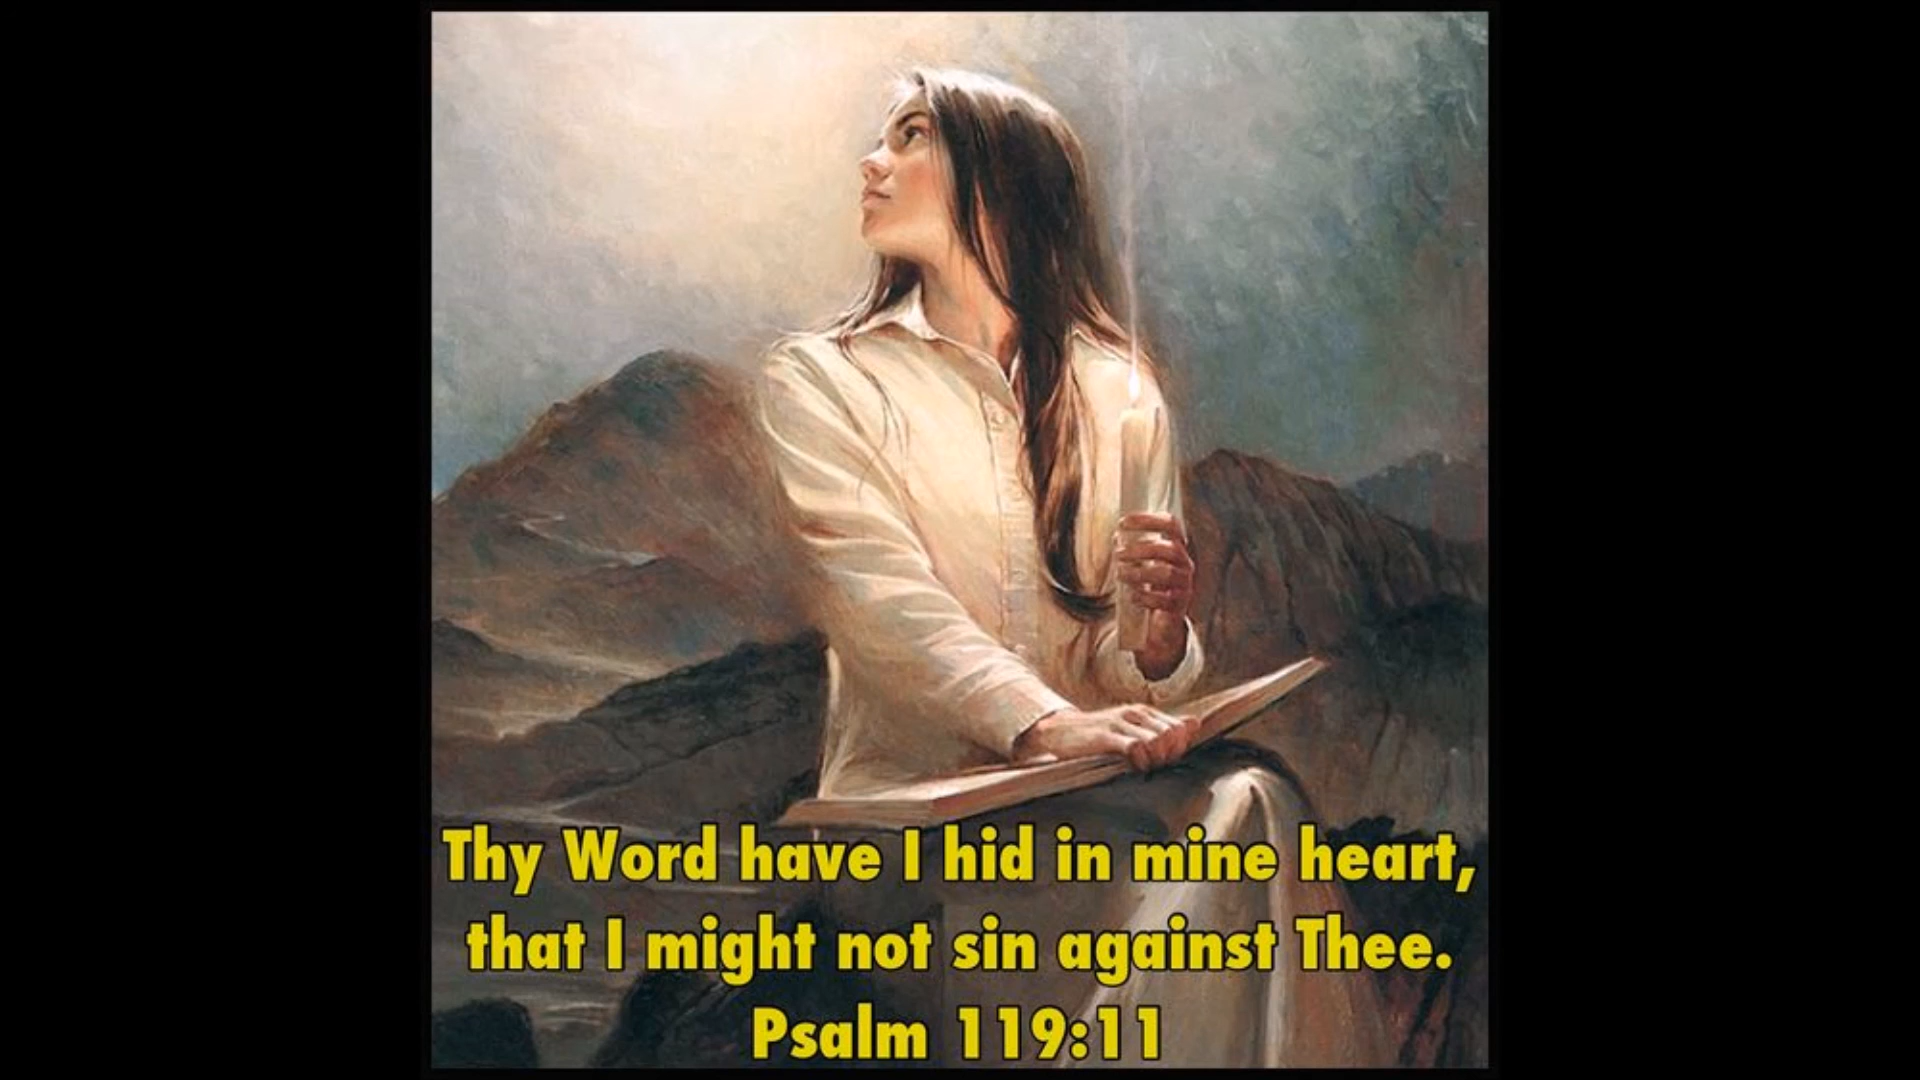 Thy Word have I hid in mine heart,
that I might not sin against Thee.
Psalm 119:11